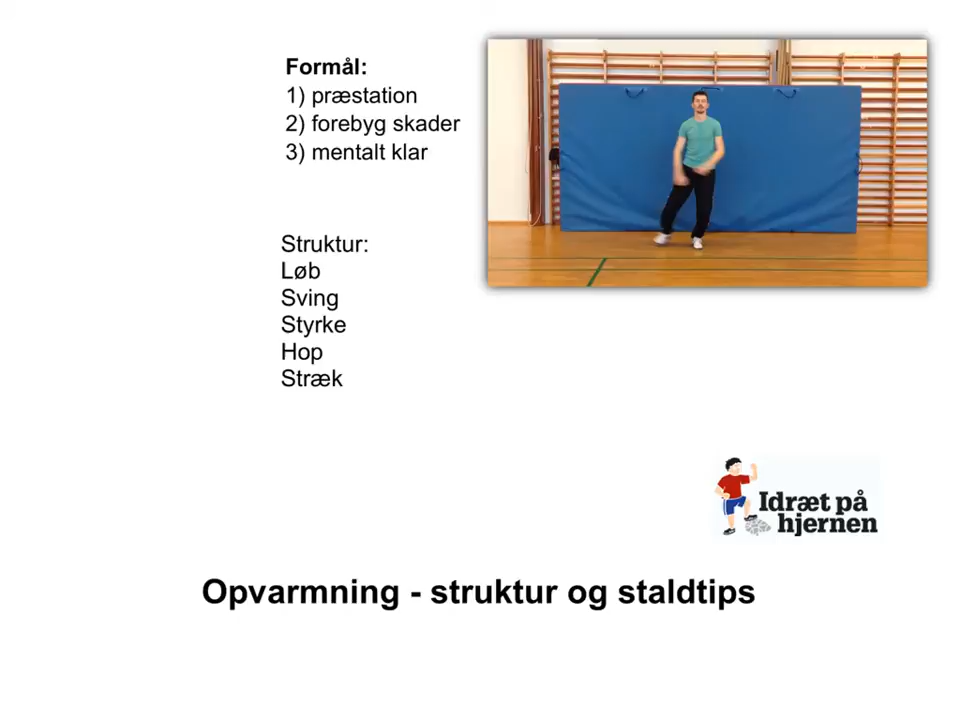 Formål:
1) præstation
2) forebyg skader
3) mentalt klar
Struktur:
Løb
Sving
Styrke
Hop
Stræk
Idræt på
hjernen
Opvarmning - struktur og staldtips